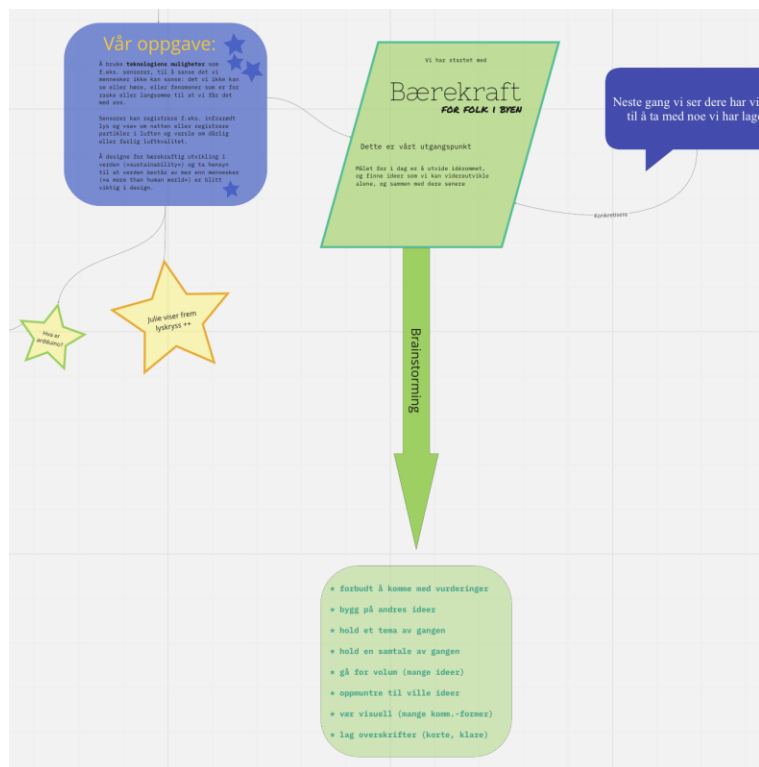 Vår oppgave:
Å bruke teknologiens muligheter som
f.eks. sensorer, til å sanse det vi
mennesker ikke kan sanse: det vi ikke kan
se eller høre, eller fenomener som er for
raske eller langsomme til at vi får det
med oss.
Sensorer kan registrere f.eks. infrarødt
lys og «se» om natten eller registrere
partikler i luften og varsle om dårlig
eller farlig luftkvalitet.
Å designe for bærekraftig utvikling i
verden («sustainability») og ta hensyn
til at verden består av mer enn mennesker
(«a more than human world») er blitt
viktig i design.
Vi har startet med
Bærekraft
FOR FOLK I BYEN
Dette er vårt utgangspunkt
Målet for i dag er å utvide idérommet,
og finne ideer som vi kan videreutvikle
alene, og sammen med dere senere
Neste gang vi ser dere har vi
til å ta med noe vi har lage
Konkretisere
Hva er
arduino?
Julie viser frem
lyskryss ++
Brainstorming
* forbudt å komme med vurderinger
* bygg på andres ideer
* hold et tema av gangen
* hold en samtale av gangen
* gå for volum (mange ideer)
* oppmuntre til ville ideer
* vær visuell (mange komm.-former)
* lag overskrifter (korte, klare)